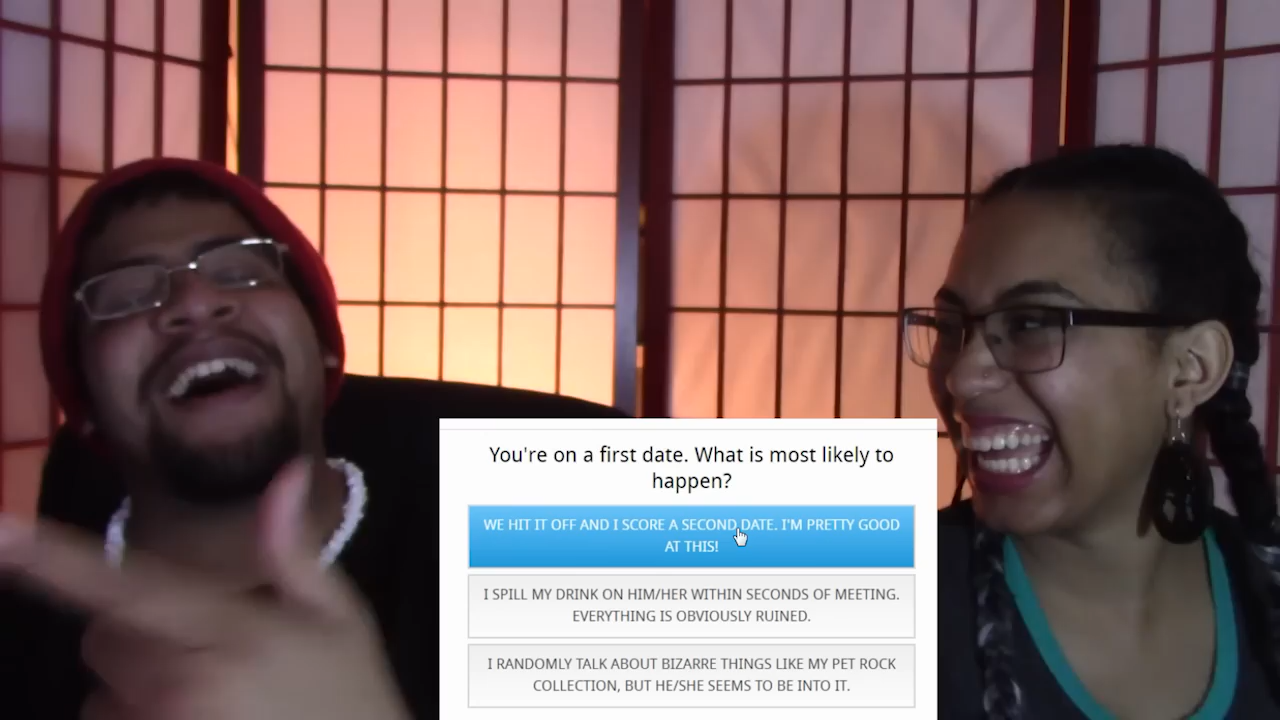 You're on a first date. What is most likely to
happen?
WE HIT IT OFF AND I SCORE A SECOND DATE. I'M PRETTY GOOD
AT THIS!
I SPILL MY DRINK ON HIM/HER WITHIN SECONDS OF MEETING.
EVERYTHING IS OBVIOUSLY RUINED.
I RANDOMLY TALK ABOUT BIZARRE THINGS LIKE MY PET ROCK
COLLECTION, BUT HE/SHE SEEMS TO BE INTO IT.